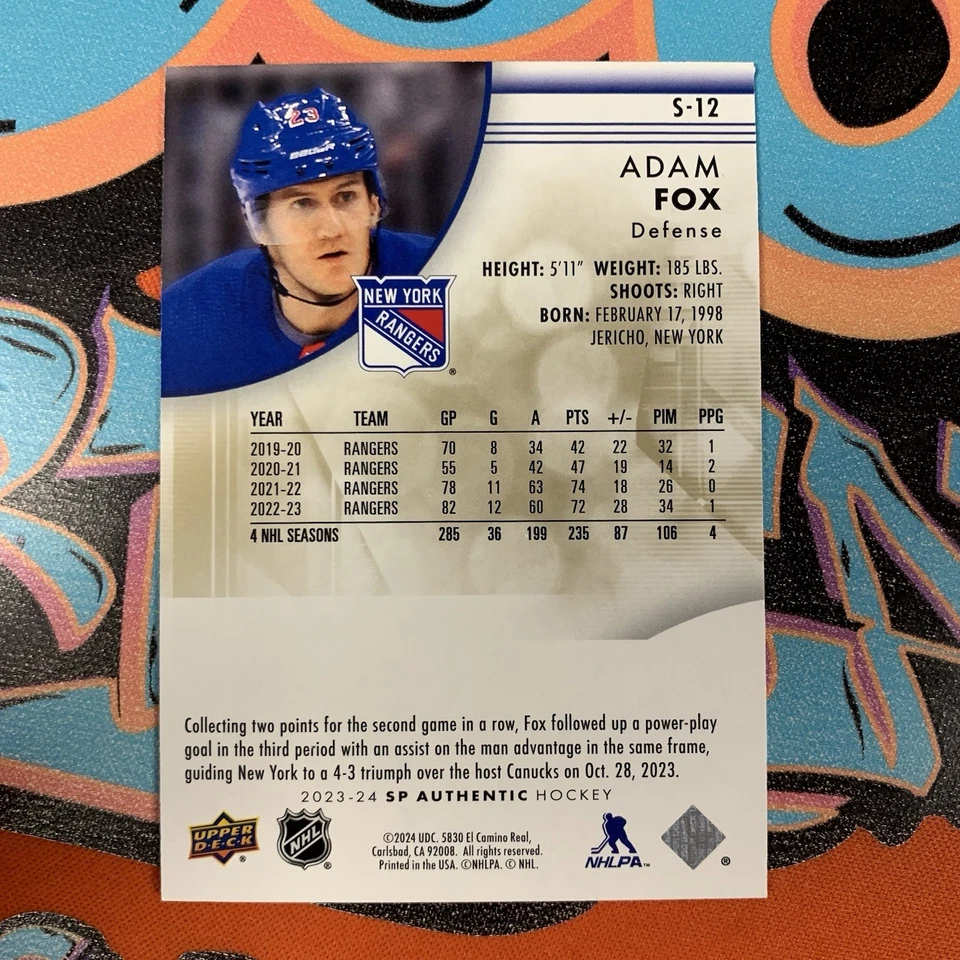 S-12
ADAM
FOX
Defense
HEIGHT: 5'11" WEIGHT: 185 LBS.
SHOOTS: RIGHT
BORN: FEBRUARY 17, 1998
JERICHO, NEW YORK
23
BAUER
NEW YORK
RANGERS
®
YEAR TEAM GP G A PTS +/- PIM PPG
2019-20 RANGERS 70 8 34 42 22 32 1
2020-21 RANGERS 55 5 42 47 19 14 2
2021-22 RANGERS 78 11 63 74 18 26 0
2022-23 RANGERS 82 12 60 72 28 34 1
4 NHL SEASONS 285 36 199 235 87 106 4
Collecting two points for the second game in a row, Fox followed up a power-play
goal in the third period with an assist on the man advantage in the same frame,
guiding New York to a 4-3 triumph over the host Canucks on Oct. 28, 2023.
2023-24 SP AUTHENTIC HOCKEY
UPPER
D·E·C·K
®
NHL
®
©2024 UDC. 5830 El Camino Real,
Carlsbad, CA 92008. All rights reserved.
Printed in the USA. ©NHLPA. © NHL.
NHLPA™
®